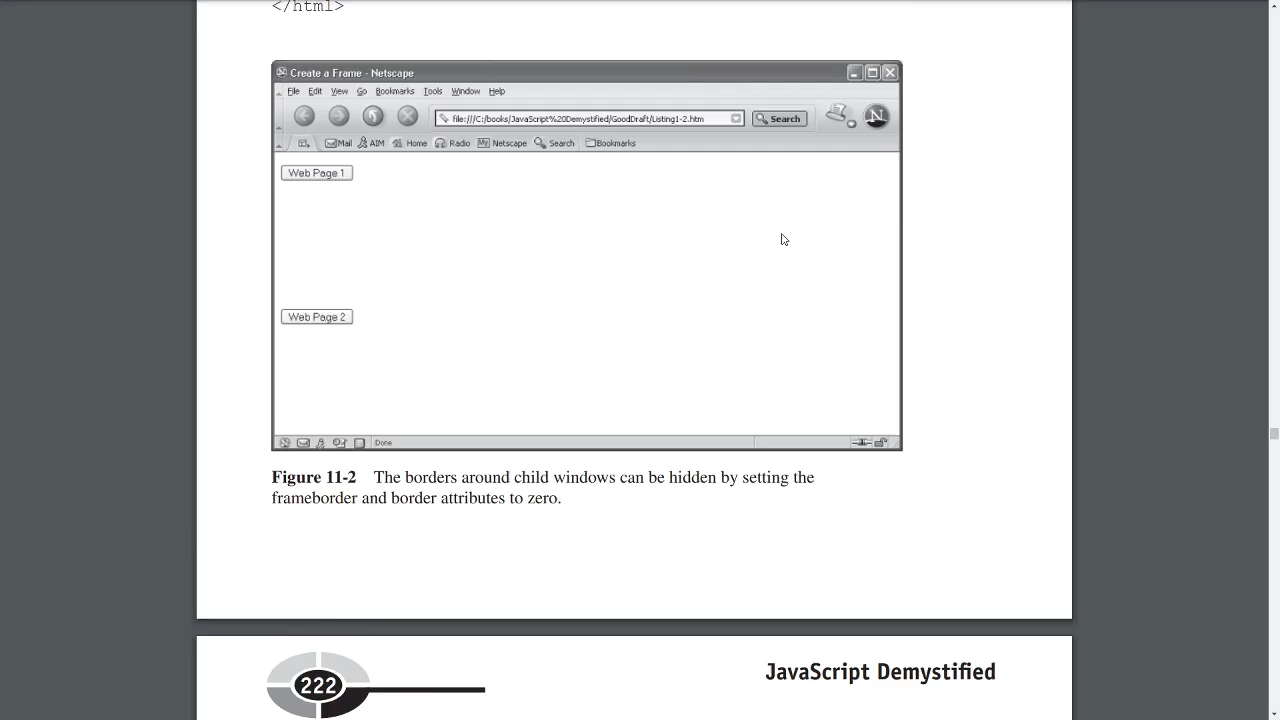 </html>
Create a Frame - Netscape
File Edit View Go Bookmarks Tools Window Help
file:///C:/books/JavaScript%20Demystified/GoodDraft/Listing1-2.htm Search N
Mail AIM Home Radio My Netscape Search Bookmarks
Web Page 1
Web Page 2
Done
Figure 11-2 The borders around child windows can be hidden by setting the
frameborder and border attributes to zero.
222 JavaScript Demystified